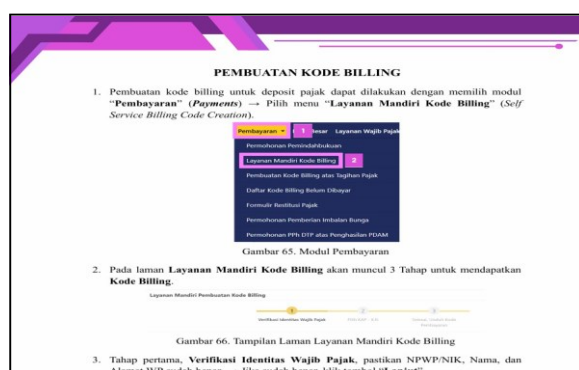 PEMBUATAN KODE BILLING
1. Pembuatan kode billing untuk deposit pajak dapat dilakukan dengan memilih modul
"Pembayaran" (Payments) → Pilih menu "Layanan Mandiri Kode Billing" (Self
Service Billing Code Creation).
Pembayaran 1 esar Layanan Wajib Pajak
Permohonan Pemindahbukuan
Layanan Mandiri Kode Billing 2
Pembuatan Kode Billing atas Tagihan Pajak
Daftar Kode Billing Belum Dibayar
Formulir Restitusi Pajak
Permohonan Pemberian Imbalan Bunga
Permohonan PPh DTP atas Penghasilan PDAM
Gambar 65. Modul Pembayaran
2. Pada laman Layanan Mandiri Kode Billing akan muncul 3 Tahap untuk mendapatkan
Kode Billing.
Layanan Mandiri Pembuatan Kode Billing
1 2 3
Verifikasi Identitas Wajib Pajak
Gambar 66. Tampilan Laman Layanan Mandiri Kode Billing
3. Tahap pertama, Verifikasi Identitas Wajib Pajak, pastikan NPWP/NIK, Nama, dan